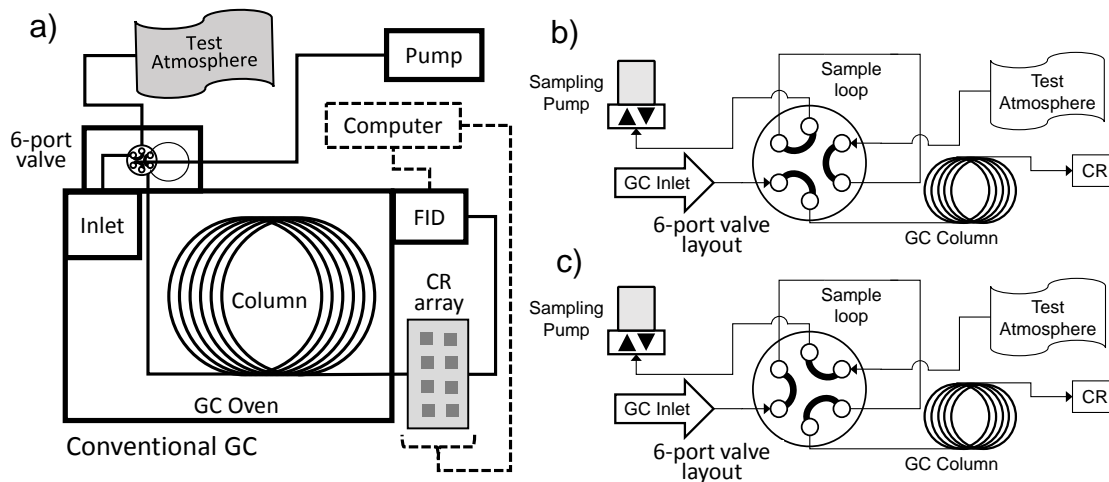 a)
Test
Atmosphere
Pump
Computer
6-port
valve
Inlet
FID
Column
CR
array
GC Oven
Conventional GC
b)
Sampling
Pump
Sample
loop
Test
Atmosphere
GC Inlet
CR
6-port valve
layout
GC Column
c)
Sampling
Pump
Sample
loop
Test
Atmosphere
GC Inlet
CR
6-port valve
layout
GC Column